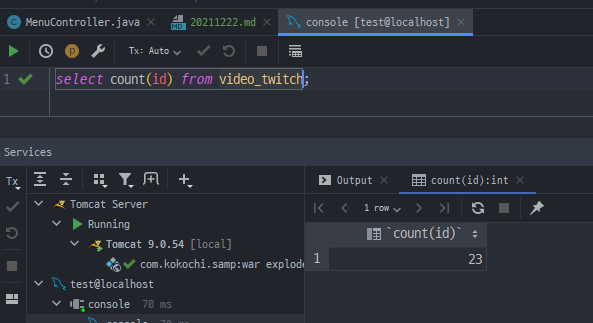 MenuController.java
20211222.md
console [test@localhost]
Tx: Auto
1
select count(id) from video_twitch;
Services
Tx
Tomcat Server
Running
Tomcat 9.0.54 [local]
com.kokochi.samp:war explode
test@localhost
console 70 ms
Output
count(id):int
1 row
`count(id)`
1
23